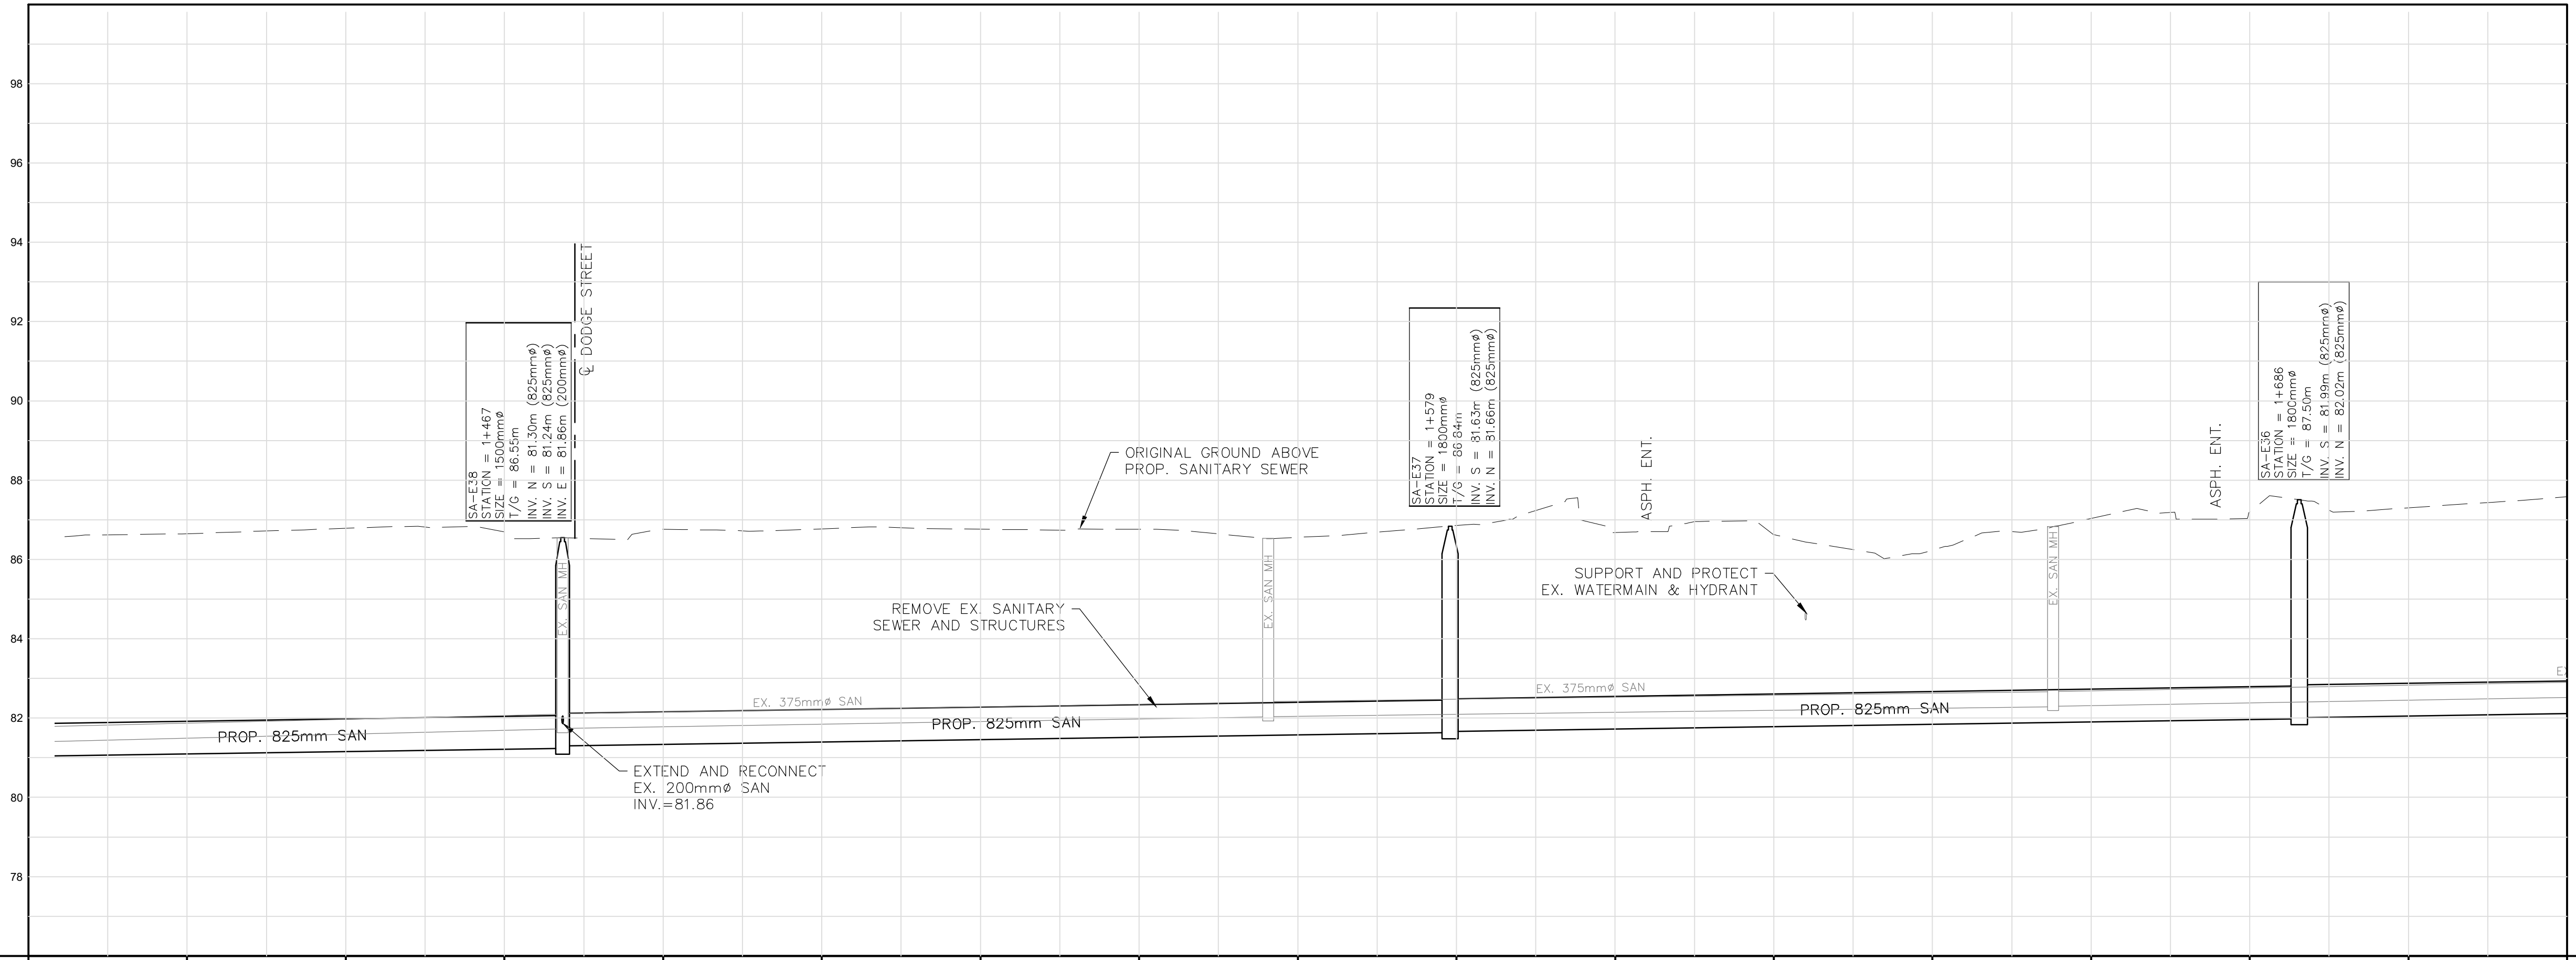 98
96
94
92
90
88
86
84
82
80
78
SA-E38
STATION = 1+467
SIZE = 1500mmø
T/G = 86.55m
INV. N = 81.30m (825mmø)
INV. S = 81.24m (825mmø)
INV. E = 81.86m (200mmø)
℄ DODGE STREET
ORIGINAL GROUND ABOVE
PROP. SANITARY SEWER
SA-E37
STATION = 1+579
SIZE = 1800mmø
T/G = 86.84m
INV. S = 81.63m (825mmø)
INV. N = 81.66m (825mmø)
ASPH. ENT.
ASPH. ENT.
SA-E36
STATION = 1+686
SIZE = 1800mmø
T/G = 87.50m
INV. S = 81.99m (825mmø)
INV. N = 82.02m (825mmø)
EX. SAN MH
EX. SAN MH
EX. SAN MH
REMOVE EX. SANITARY
SEWER AND STRUCTURES
SUPPORT AND PROTECT
EX. WATERMAIN & HYDRANT
EX. 375mmø SAN
EX. 375mmø SAN
PROP. 825mm SAN
PROP. 825mm SAN
PROP. 825mm SAN
EXTEND AND RECONNECT
EX. 200mmø SAN
INV.=81.86